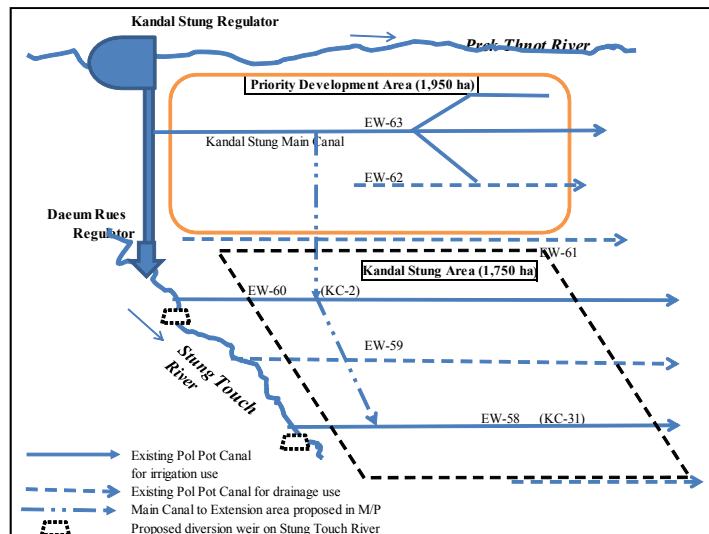 Kandal Stung Regulator
Prek Thnot River
Priority Development Area (1,950 ha)
EW-63
Kandal Stung Main Canal
EW-62
Daeum Rues
Regulator
EW-61
Kandal Stung Area (1,750 ha)
EW-60 (KC-2)
EW-59
Stung Touch
River
EW-58 (KC-31)
Existing Pol Pot Canal
for irrigation use
Existing Pol Pot Canal for drainage use
Main Canal to Extension area proposed in M/P
Proposed diversion weir on Stung Touch River